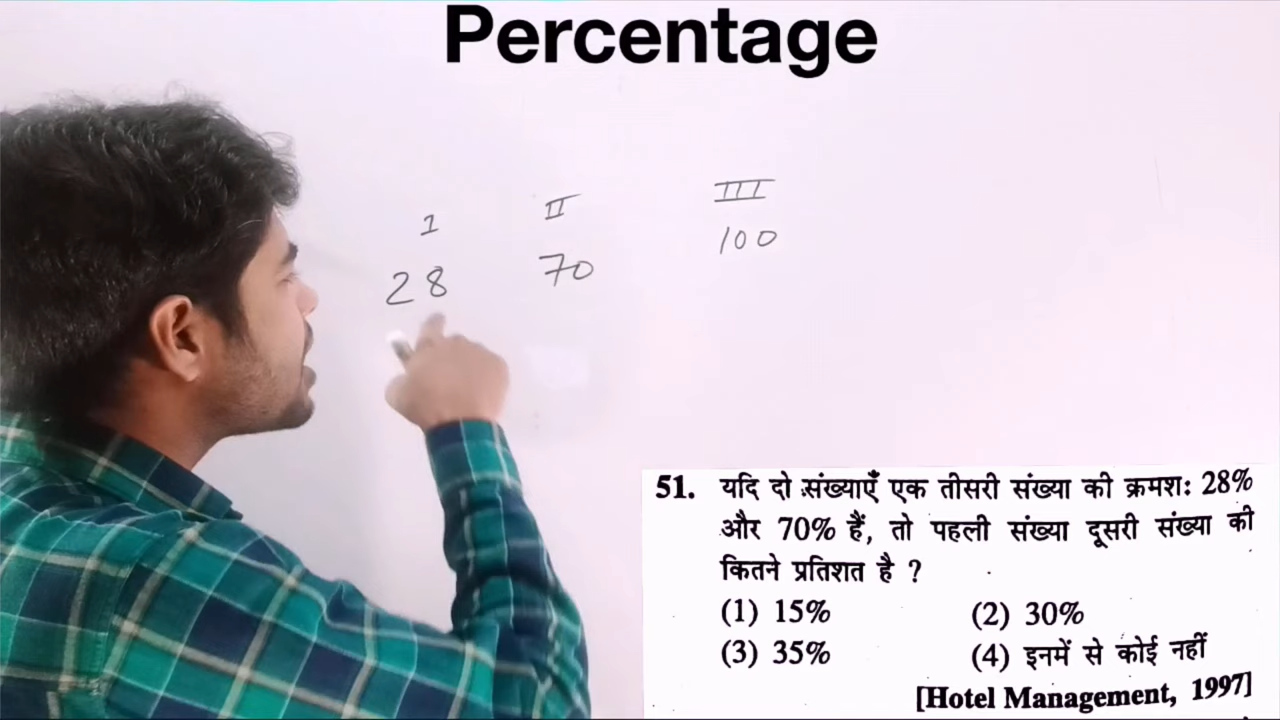 Percentage
I II III
28 70 100
51. यदि दो संख्याएँ एक तीसरी संख्या की क्रमशः 28%
और 70% हैं, तो पहली संख्या दूसरी संख्या की
कितने प्रतिशत है ?
(1) 15% (2) 30%
(3) 35% (4) इनमें से कोई नहीं
[Hotel Management, 1997]